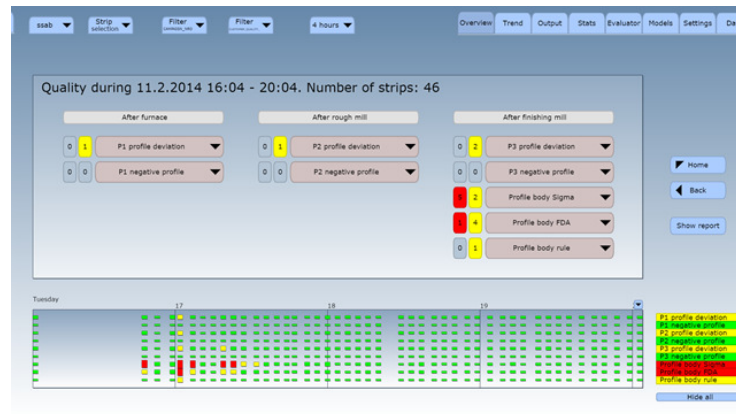 ssab
Strip
selection
Filter
Filter
4 hours
Overview
Trend
Output
Stats
Evaluator
Models
Settings
Da
Quality during 11.2.2014 16:04 - 20:04. Number of strips: 46
After furnace
After rough mill
After finishing mill
0 1 P1 profile deviation
0 1 P2 profile deviation
0 2 P3 profile deviation
0 0 P1 negative profile
0 0 P2 negative profile
0 0 P3 negative profile
2 Profile body Sigma
4 Profile body FDA
0 1 Profile body rule
Home
Back
Show report
Tuesday
17
18
19
P1 profile deviation
P1 negative profile
P2 profile deviation
P2 negative profile
P3 profile deviation
P3 negative profile
Profile body Sigma
Profile body FDA
Profile body rule
Hide all